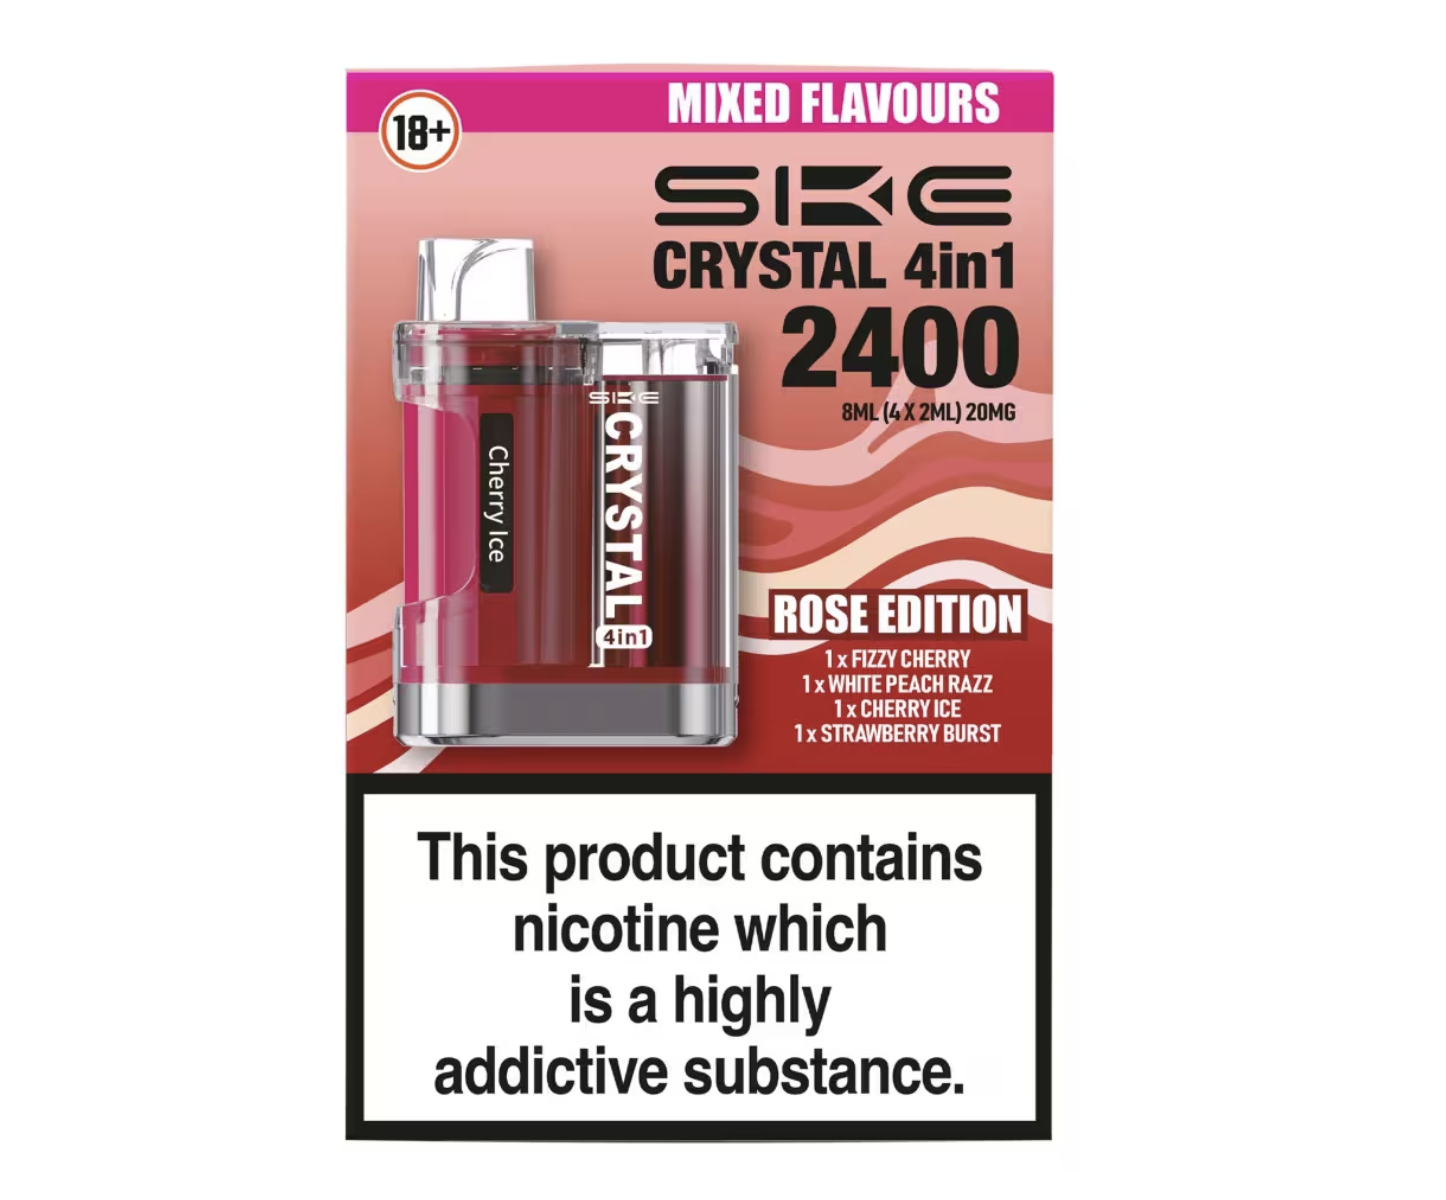 MIXED FLAVOURS
18+
SKE
CRYSTAL 4in1
2400
8ML (4 X 2ML) 20MG
SKE
CRYSTAL
4in1
Cherry Ice
ROSE EDITION
1 x FIZZY CHERRY
1 x WHITE PEACH RAZZ
1 x CHERRY ICE
1 x STRAWBERRY BURST
This product contains
nicotine which
is a highly
addictive substance.